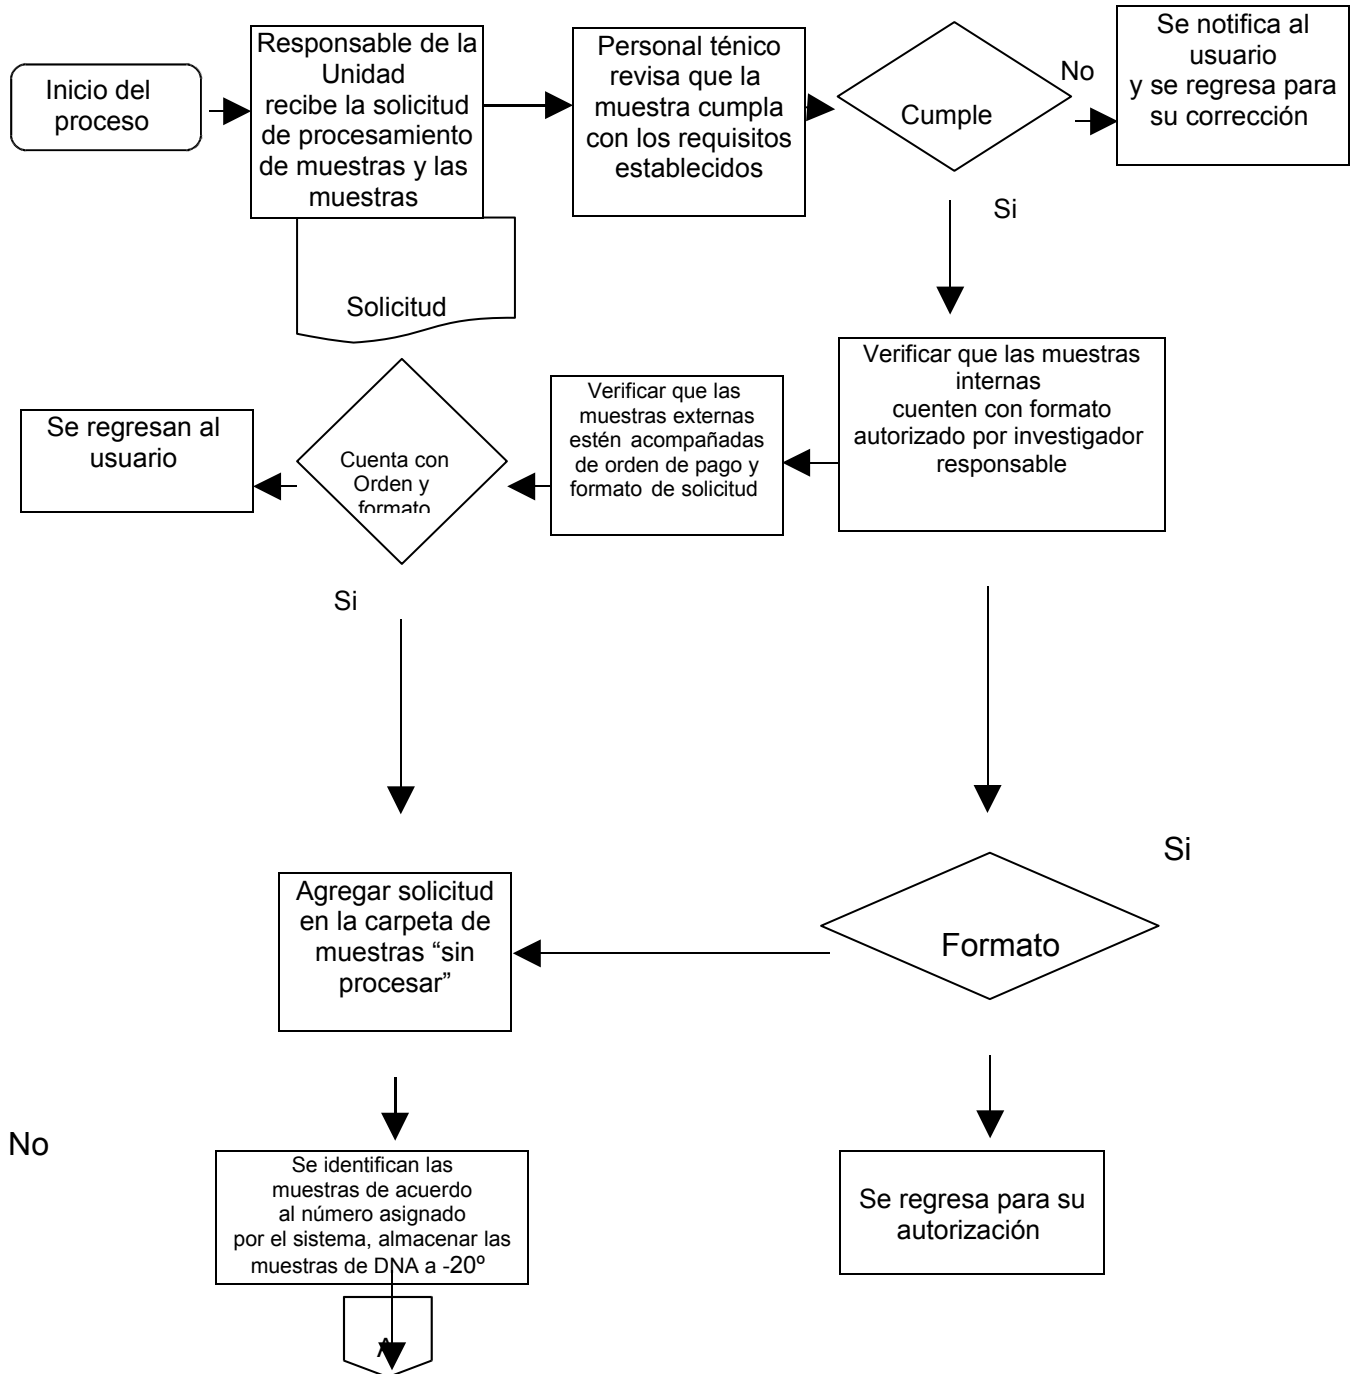 Inicio del
proceso
Responsable de la
Unidad
recibe la solicitud
de procesamiento
de muestras y las
muestras
Solicitud
Personal ténico
revisa que la
muestra cumpla
con los requisitos
establecidos
Cumple
No
Se notifica al
usuario
y se regresa para
su corrección
Si
Verificar que las muestras
internas
cuenten con formato
autorizado por investigador
responsable
Verificar que las
muestras externas
estén acompañadas
de orden de pago y
formato de solicitud
Cuenta con
Orden y
formato
Se regresan al
usuario
Si
Si
Formato
Agregar solicitud
en la carpeta de
muestras “sin
procesar”
No
Se identifican las
muestras de acuerdo
al número asignado
por el sistema, almacenar las
muestras de DNA a -20º
Se regresa para su
autorización
A